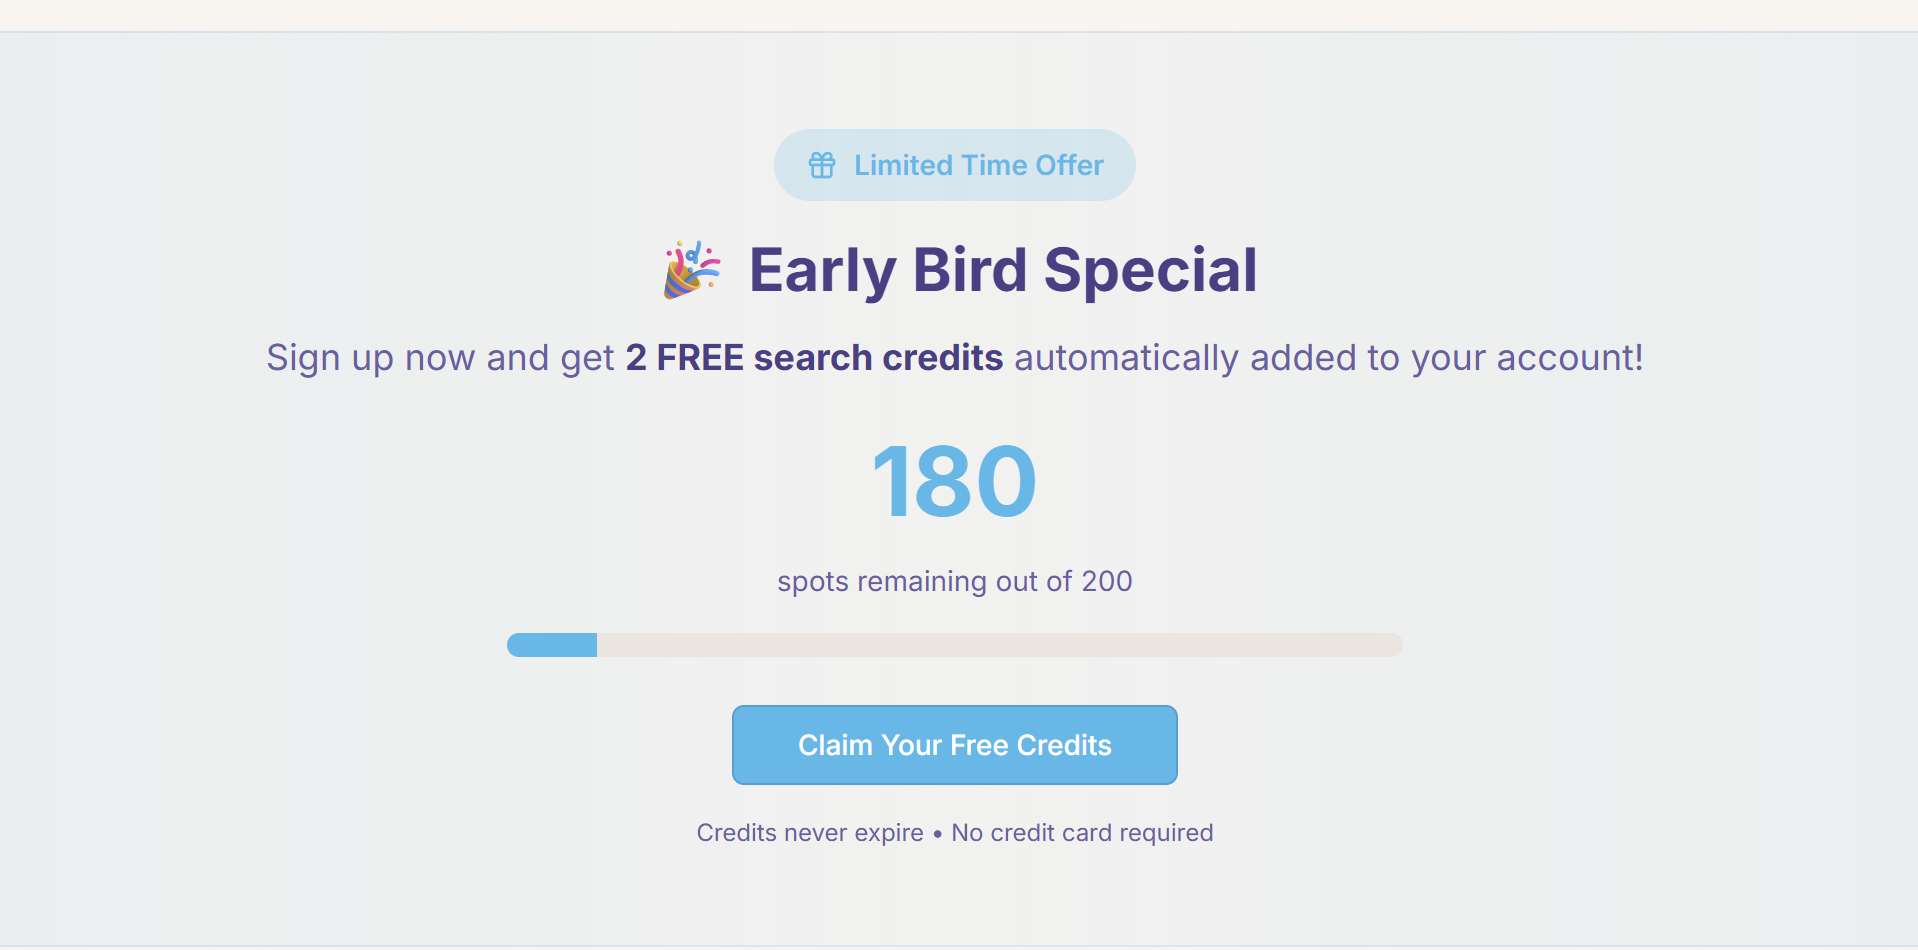 Limited Time Offer
🎉 Early Bird Special
Sign up now and get 2 FREE search credits automatically added to your account!
180
spots remaining out of 200
Claim Your Free Credits
Credits never expire • No credit card required